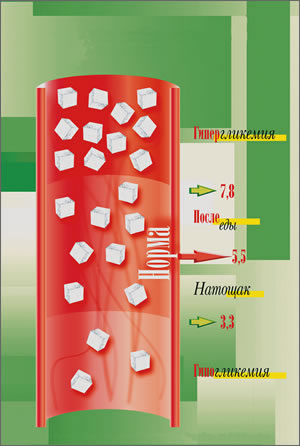 Гипергликемия
7,8
После
еды
Норма
5,5
Натощак
3,3
Гипогликемия